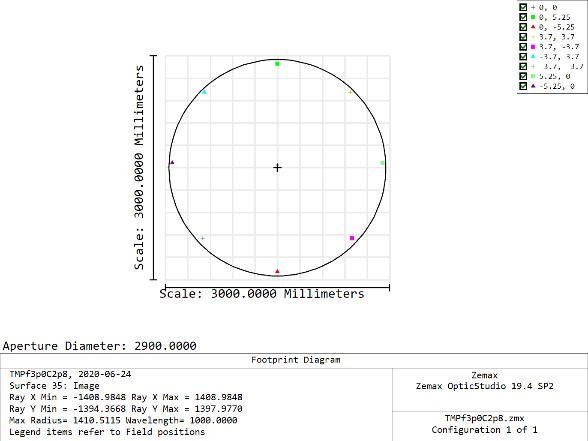 + 0, 0
0, 5.25
0, -5.25
3.7, 3.7
3.7, -3.7
-3.7, 3.7
-3.7, -3.7
5.25, 0
-5.25, 0
Scale: 3000.0000 Millimeters
Scale: 3000.0000 Millimeters
Aperture Diameter: 2900.0000
Footprint Diagram
TMPf3p0C2p8, 2020-06-24
Surface 35: Image
Ray X Min = -1408.9848 Ray X Max = 1408.9848
Ray Y Min = -1394.3668 Ray Y Max = 1397.9770
Max Radius= 1410.5115 Wavelength= 1000.0000
Legend items refer to Field positions
Zemax
Zemax OpticStudio 19.4 SP2
TMPf3p0C2p8.zmx
Configuration 1 of 1